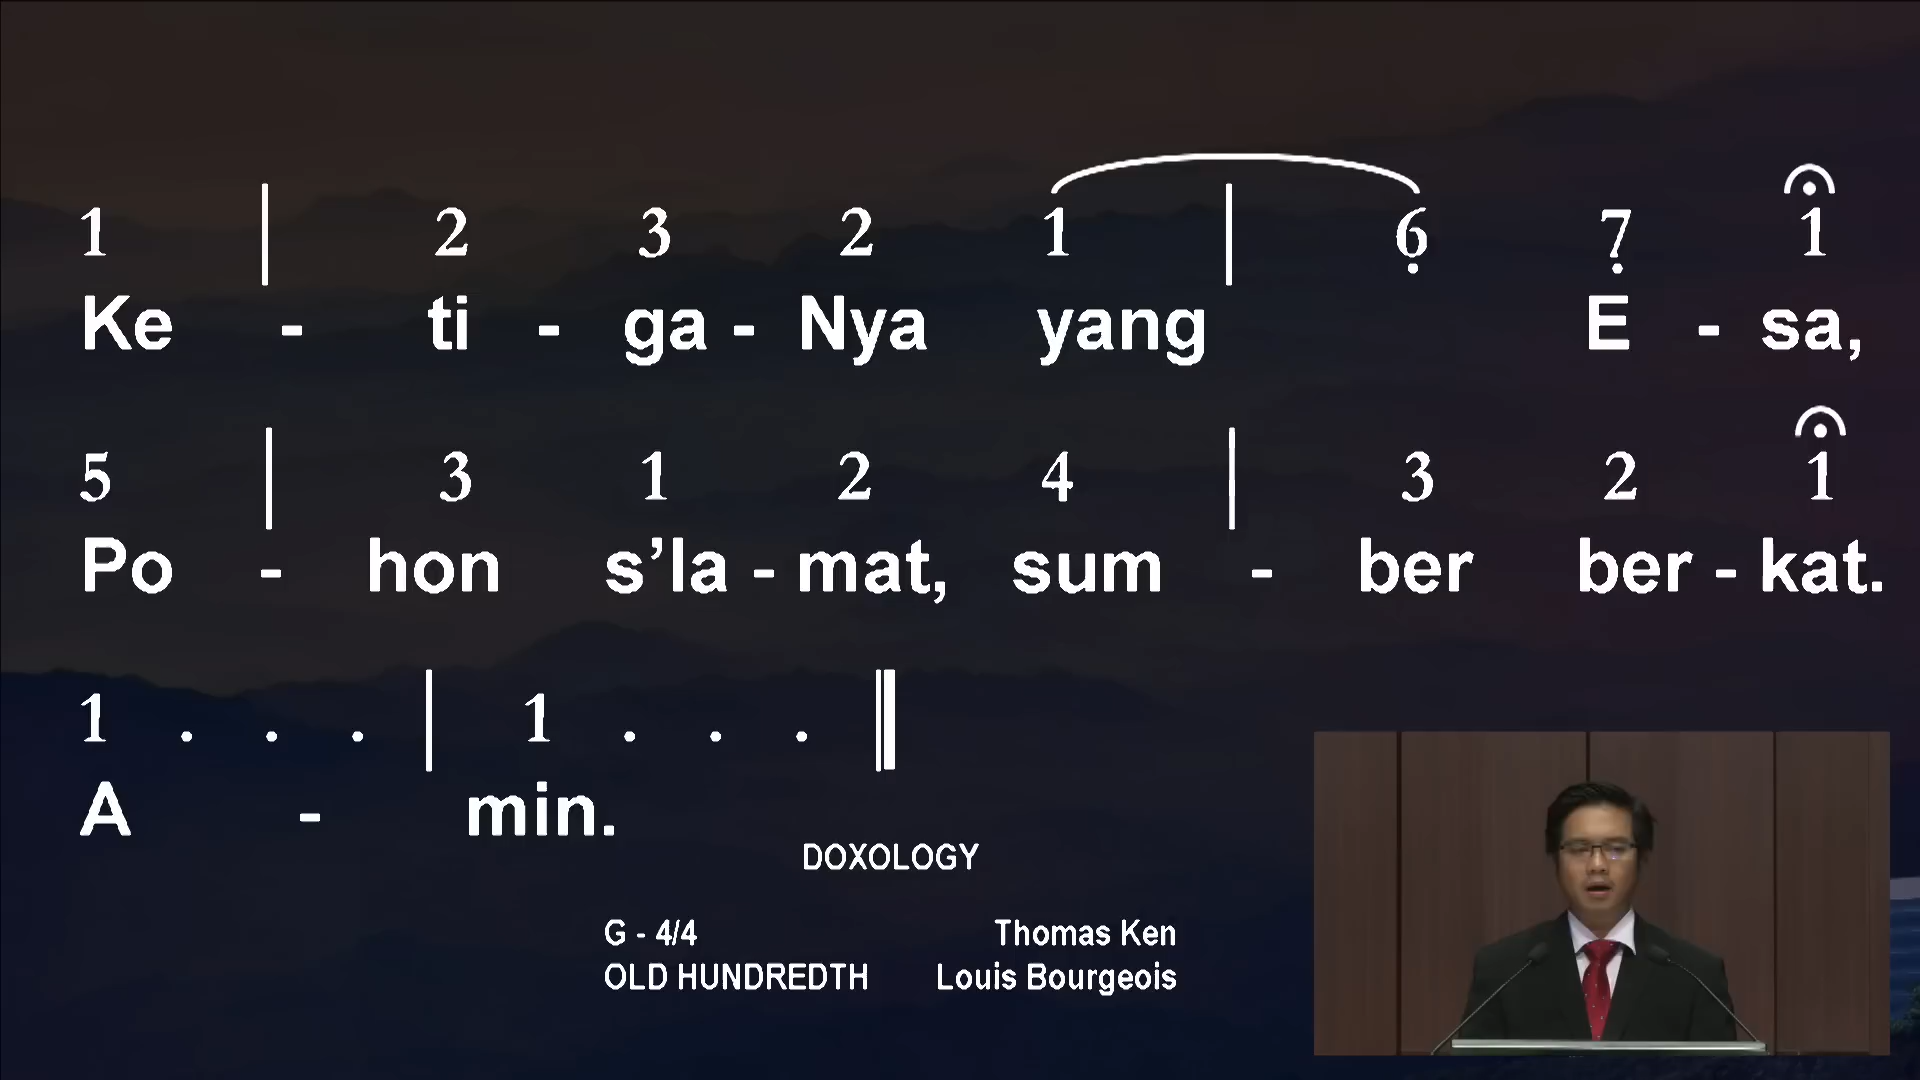 1 | 2 3 2 1 | 6̣ 7̣ 1
Ke - ti - ga - Nya yang E - sa,
5 | 3 1 2 4 | 3 2 1
Po - hon s’la - mat, sum - ber ber - kat.
1 . . . | 1 . . . ||
A - min.
DOXOLOGY
G - 4/4 Thomas Ken
OLD HUNDREDTH Louis Bourgeois